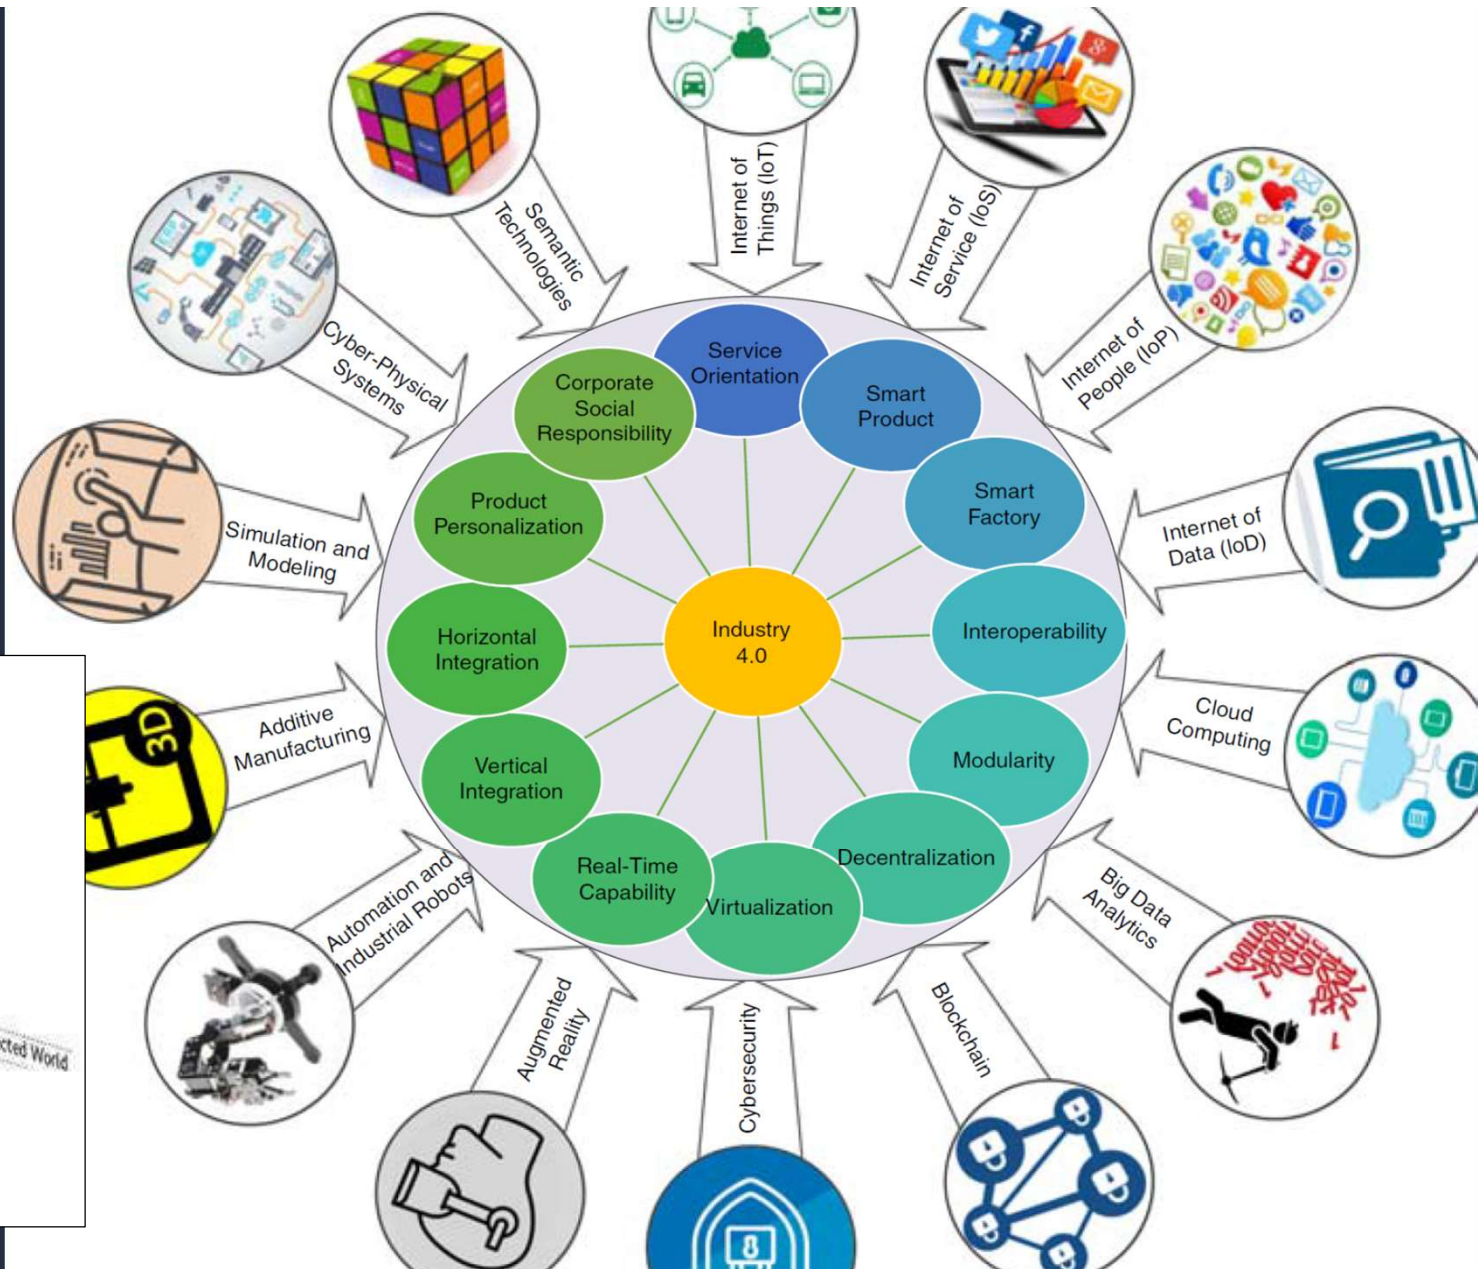 Internet of
Things (IoT)
Internet of
Service (IoS)
Internet of
People (IoP)
Internet of
Data (IoD)
Cloud
Computing
Big Data
Analytics
Blockchain
Cybersecurity
Augmented
Reality
Automation and
Industrial Robots
Additive
Manufacturing
Simulation and
Modeling
Cyber-Physical
Systems
Semantic
Technologies
Service
Orientation
Smart
Product
Smart
Factory
Interoperability
Modularity
Decentralization
Virtualization
Real-Time
Capability
Vertical
Integration
Horizontal
Integration
Product
Personalization
Corporate
Social
Responsibility
Industry
4.0
3D
ERP
cted World